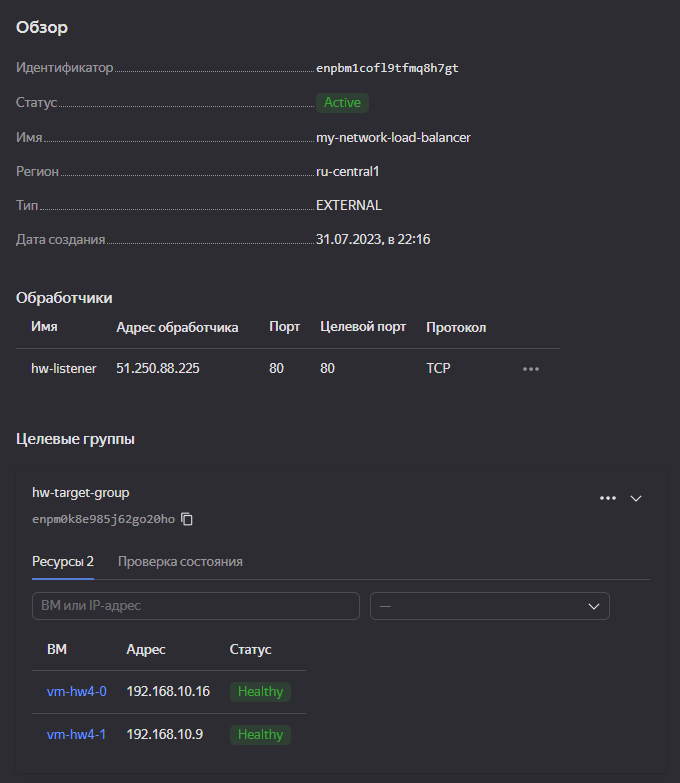 Обзор
Идентификатор enpbm1cofl9tfmq8h7gt
Статус Active
Имя my-network-load-balancer
Регион ru-central1
Тип EXTERNAL
Дата создания 31.07.2023, в 22:16
Обработчики
Имя Адрес обработчика Порт Целевой порт Протокол
hw-listener 51.250.88.225 80 80 TCP
Целевые группы
hw-target-group
enpm0k8e985j62go20ho
Ресурсы 2 Проверка состояния
ВМ или IP-адрес —
ВМ Адрес Статус
vm-hw4-0 192.168.10.16 Healthy
vm-hw4-1 192.168.10.9 Healthy